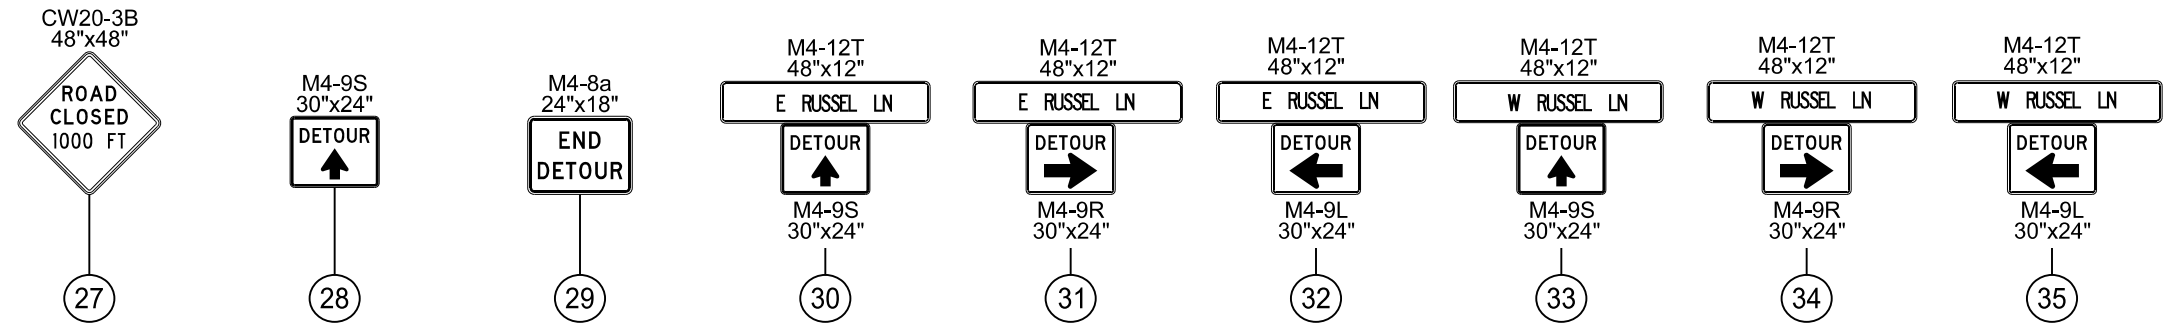 CW20-3B
48"x48"
ROAD
CLOSED
1000 FT
27
M4-9S
30"x24"
DETOUR
28
M4-8a
24"x18"
END
DETOUR
29
M4-12T
48"x12"
E RUSSEL LN
DETOUR
M4-9S
30"x24"
30
M4-12T
48"x12"
E RUSSEL LN
DETOUR
M4-9R
30"x24"
31
M4-12T
48"x12"
E RUSSEL LN
DETOUR
M4-9L
30"x24"
32
M4-12T
48"x12"
W RUSSEL LN
DETOUR
M4-9S
30"x24"
33
M4-12T
48"x12"
W RUSSEL LN
DETOUR
M4-9R
30"x24"
34
M4-12T
48"x12"
W RUSSEL LN
DETOUR
M4-9L
30"x24"
35